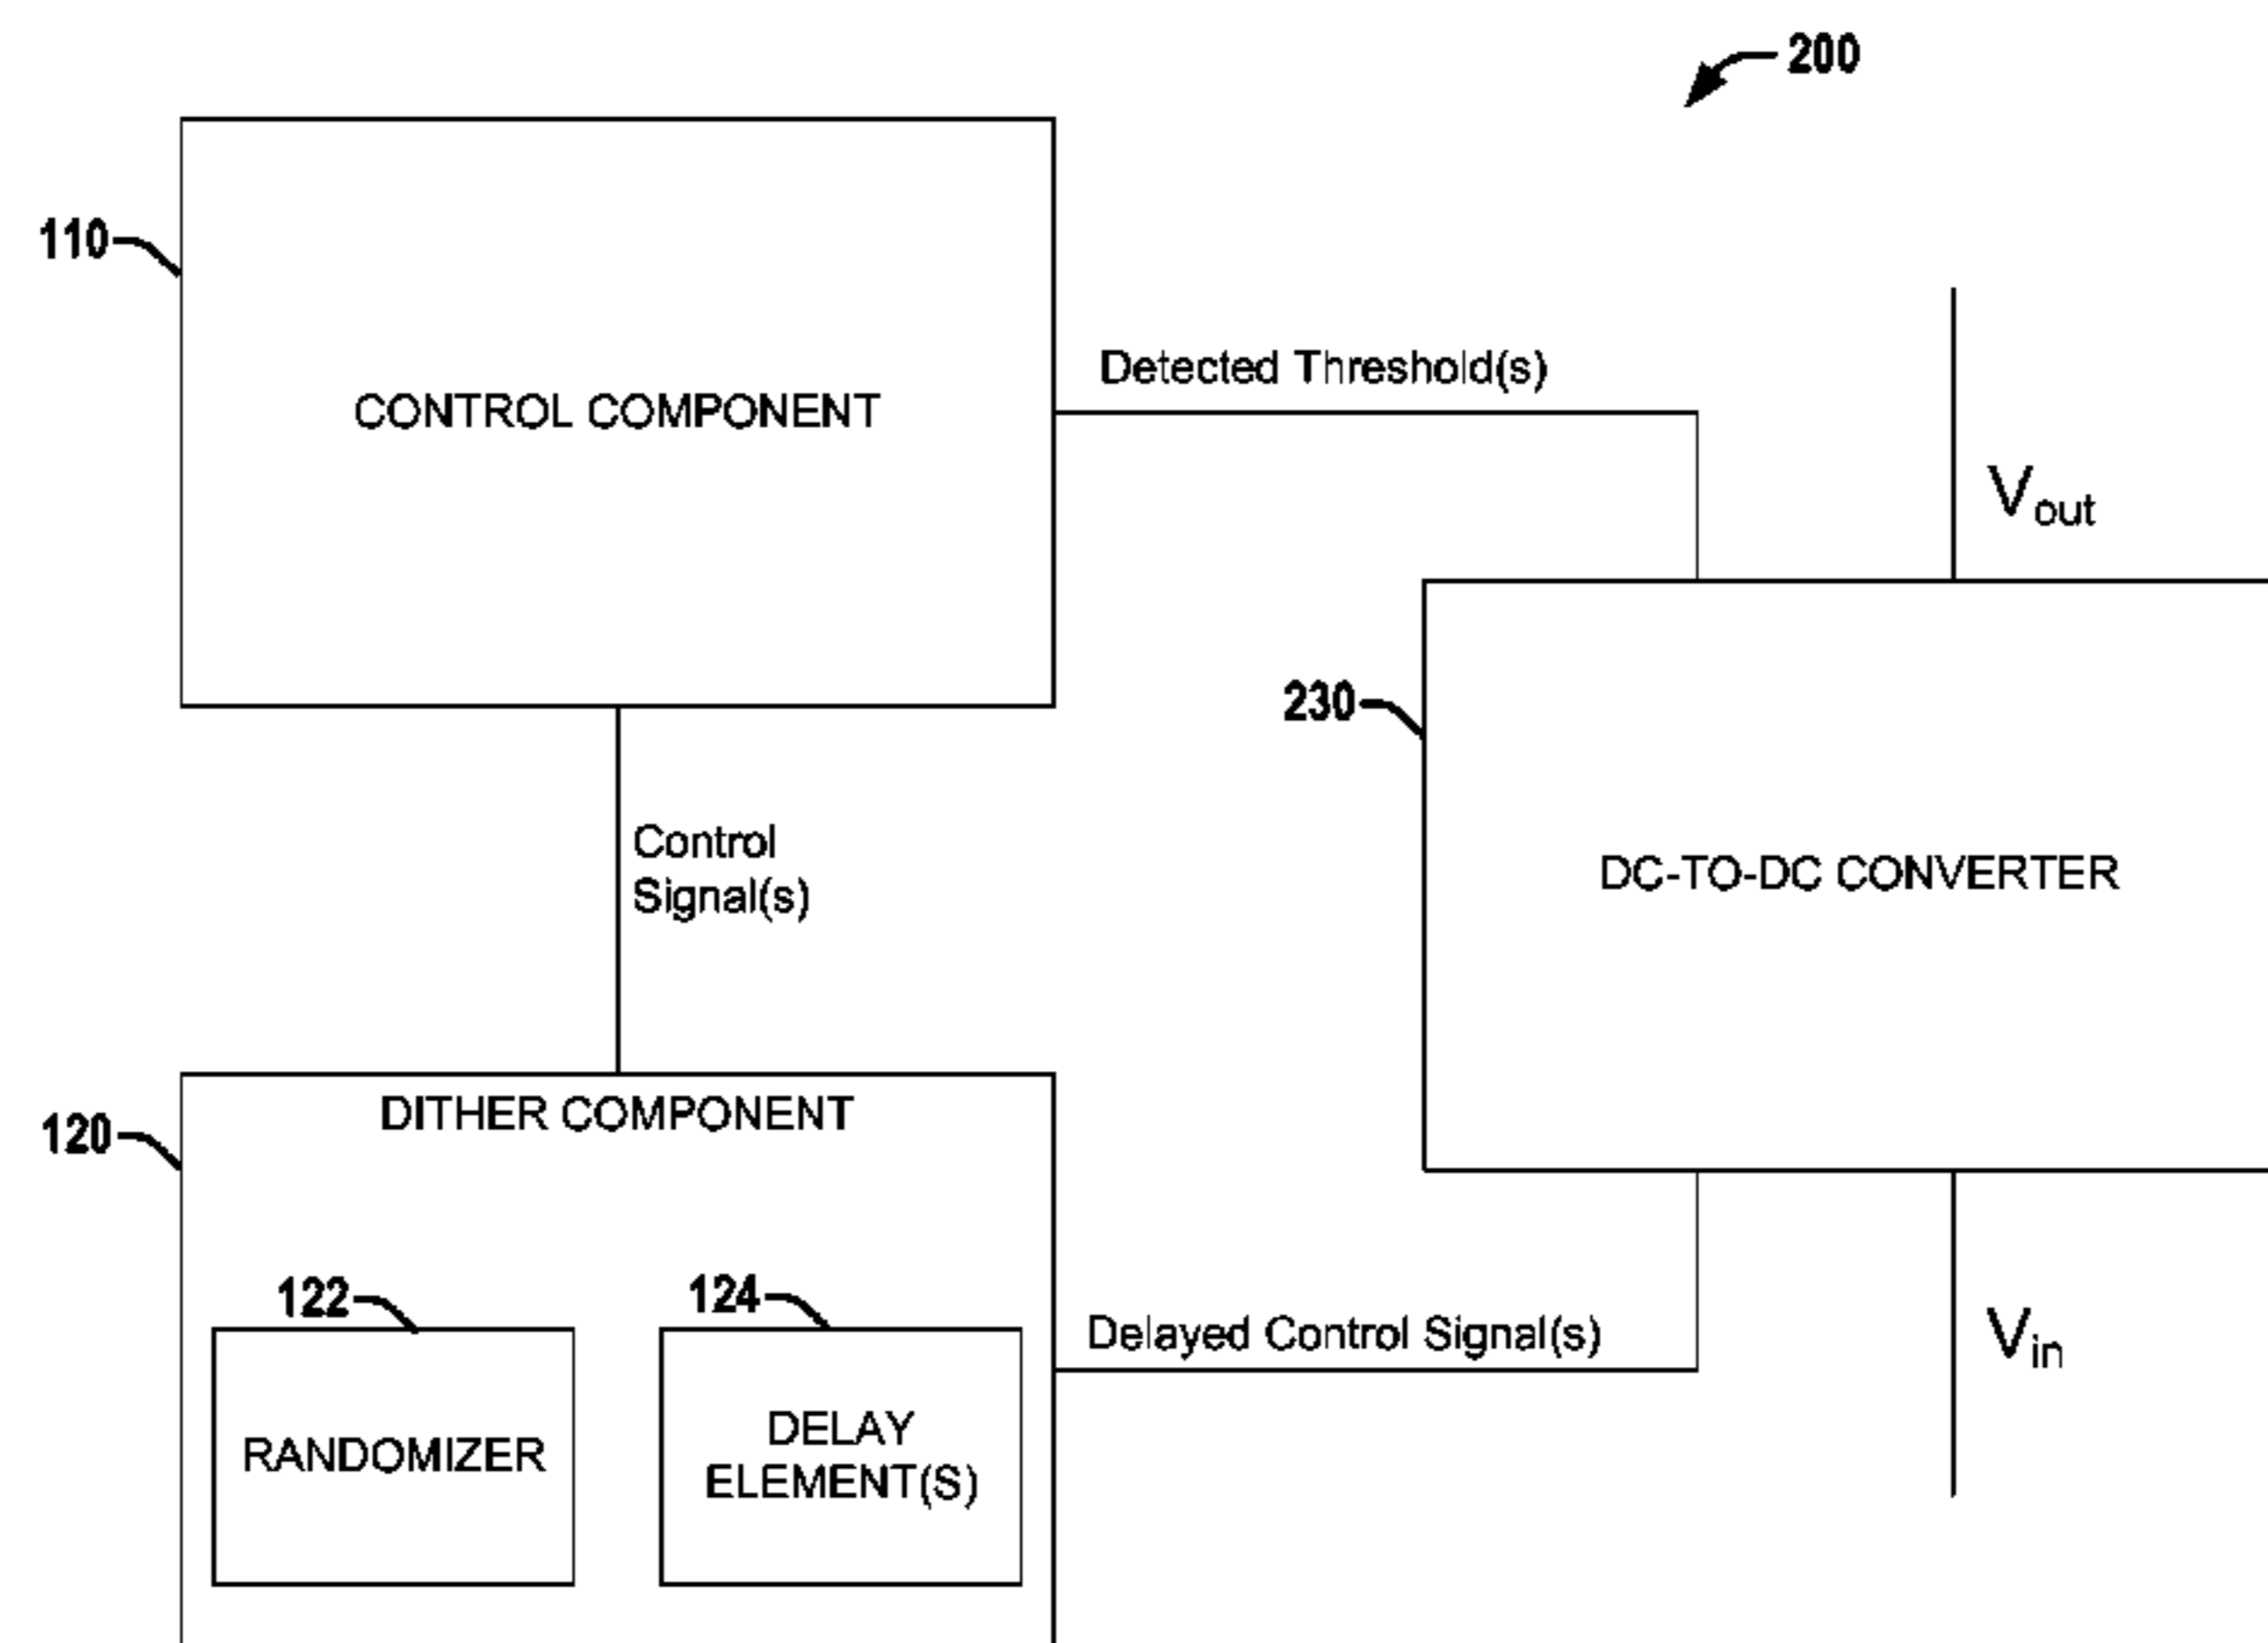 200
110
CONTROL COMPONENT
Detected Threshold(s)
Vout
230
DC-TO-DC CONVERTER
Control
Signal(s)
120
DITHER COMPONENT
122
124
RANDOMIZER
DELAY
ELEMENT(S)
Delayed Control Signal(s)
Vin